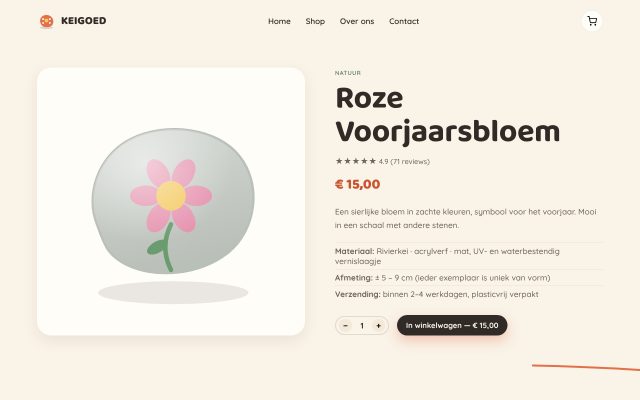 KEIGOED
Home Shop Over ons Contact
NATUUR
Roze
Voorjaarsbloem
★★★★★ 4.9 (71 reviews)
€ 15,00
Een sierlijke bloem in zachte kleuren, symbool voor het voorjaar. Mooi
in een schaal met andere stenen.
Materiaal: Rivierkei · acrylverf · mat, UV- en waterbestendig
vernislaagje
Afmeting: ± 5 – 9 cm (ieder exemplaar is uniek van vorm)
Verzending: binnen 2–4 werkdagen, plasticvrij verpakt
− 1 + In winkelwagen — € 15,00